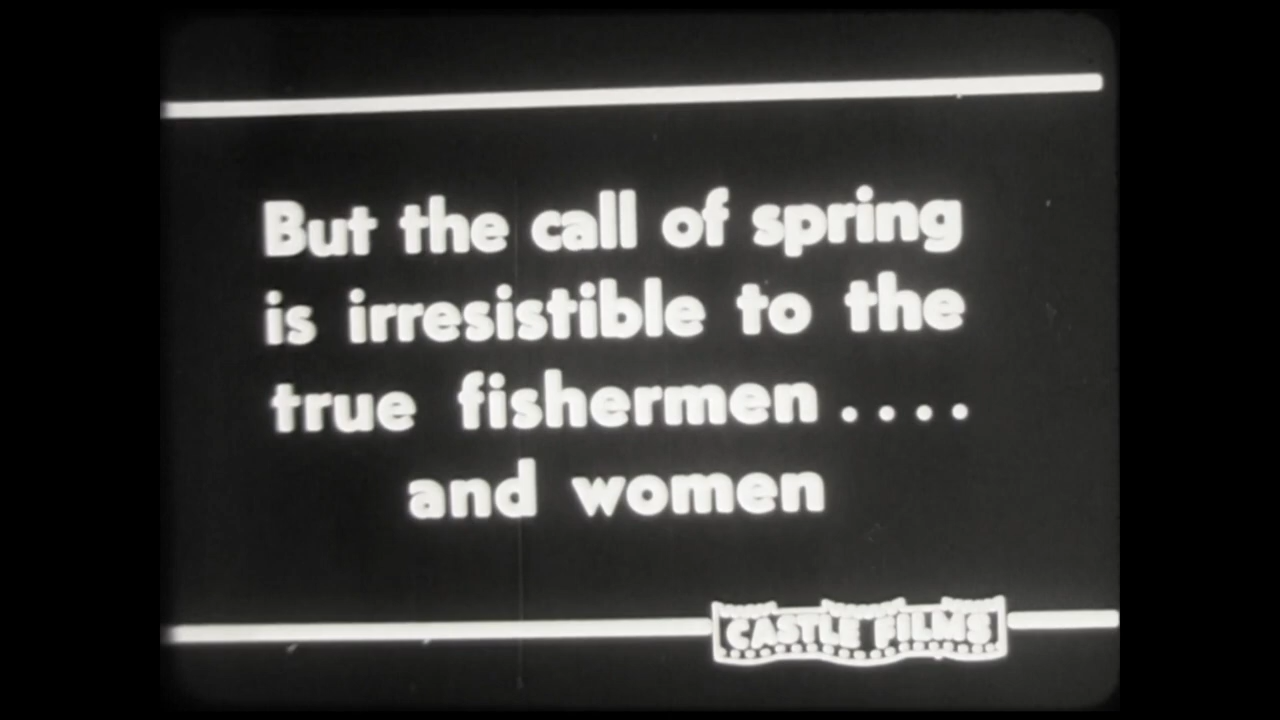 But the call of spring
is irresistible to the
true fishermen....
and women
CASTLE FILMS